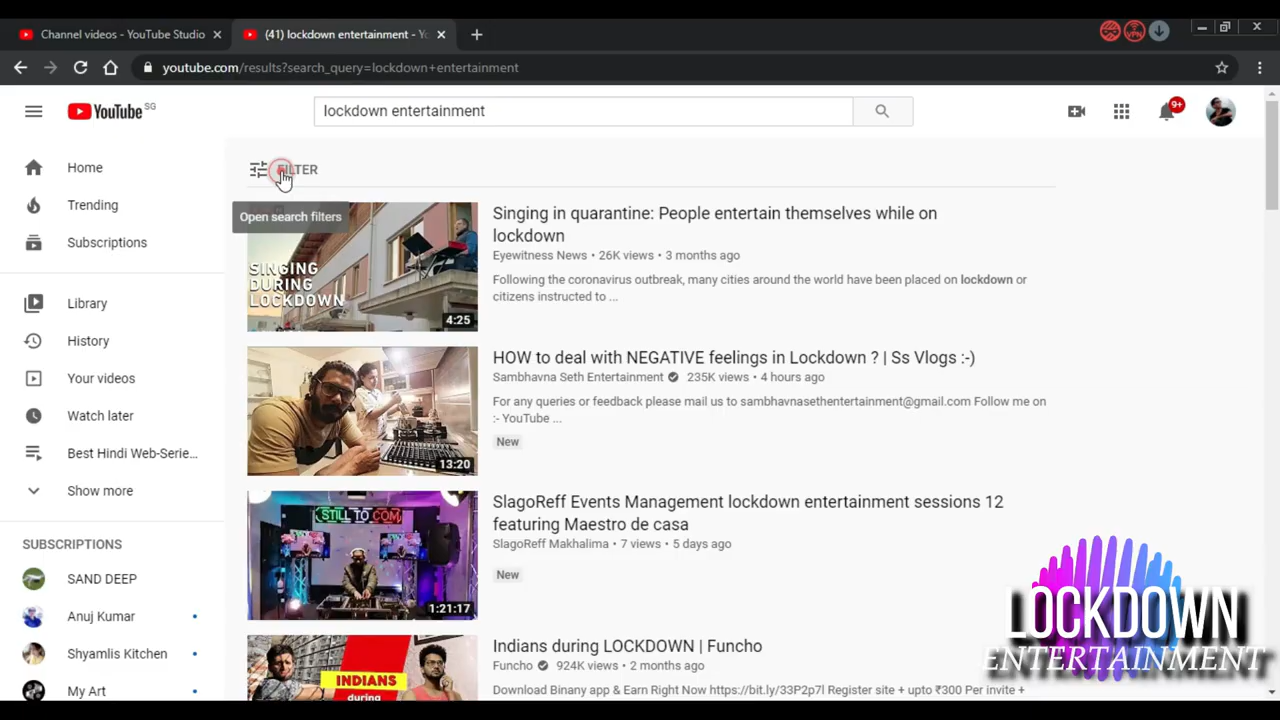 Channel videos - YouTube Studio
(41) lockdown entertainment - Yo
VPN
youtube.com/results?search_query=lockdown+entertainment
YouTube SG
lockdown entertainment
9+
Home
Trending
Subscriptions
Library
History
Your videos
Watch later
Best Hindi Web-Serie...
Show more
SUBSCRIPTIONS
SAND DEEP
Anuj Kumar
Shyamlis Kitchen
My Art
FILTER
Open search filters
SINGING
DURING
LOCKDOWN
4:25
Singing in quarantine: People entertain themselves while on
lockdown
Eyewitness News • 26K views • 3 months ago
Following the coronavirus outbreak, many cities around the world have been placed on lockdown or
citizens instructed to ...
13:20
HOW to deal with NEGATIVE feelings in Lockdown ? | Ss Vlogs :-)
Sambhavna Seth Entertainment 235K views • 4 hours ago
For any queries or feedback please mail us to sambhavnasethentertainment@gmail.com Follow me on
:- YouTube ...
New
STILL TO COM
1:21:17
SlagoReff Events Management lockdown entertainment sessions 12
featuring Maestro de casa
SlagoReff Makhalima • 7 views • 5 days ago
New
INDIANS
during
Indians during LOCKDOWN | Funcho
Funcho 924K views • 2 months ago
Download Binany app & Earn Right Now https://bit.ly/33P2p7l Register site + upto ₹300 Per invite +
LOCKDOWN
ENTERTAINMENT